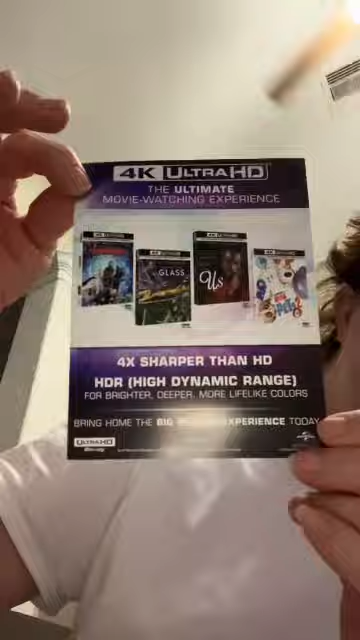 4K ULTRA HD
THE ULTIMATE
MOVIE-WATCHING EXPERIENCE
GLASS
Us
4X SHARPER THAN HD
HDR (HIGH DYNAMIC RANGE)
FOR BRIGHTER, DEEPER, MORE LIFELIKE COLORS
BRING HOME THE BIG EXPERIENCE TODAY
ULTRA HD